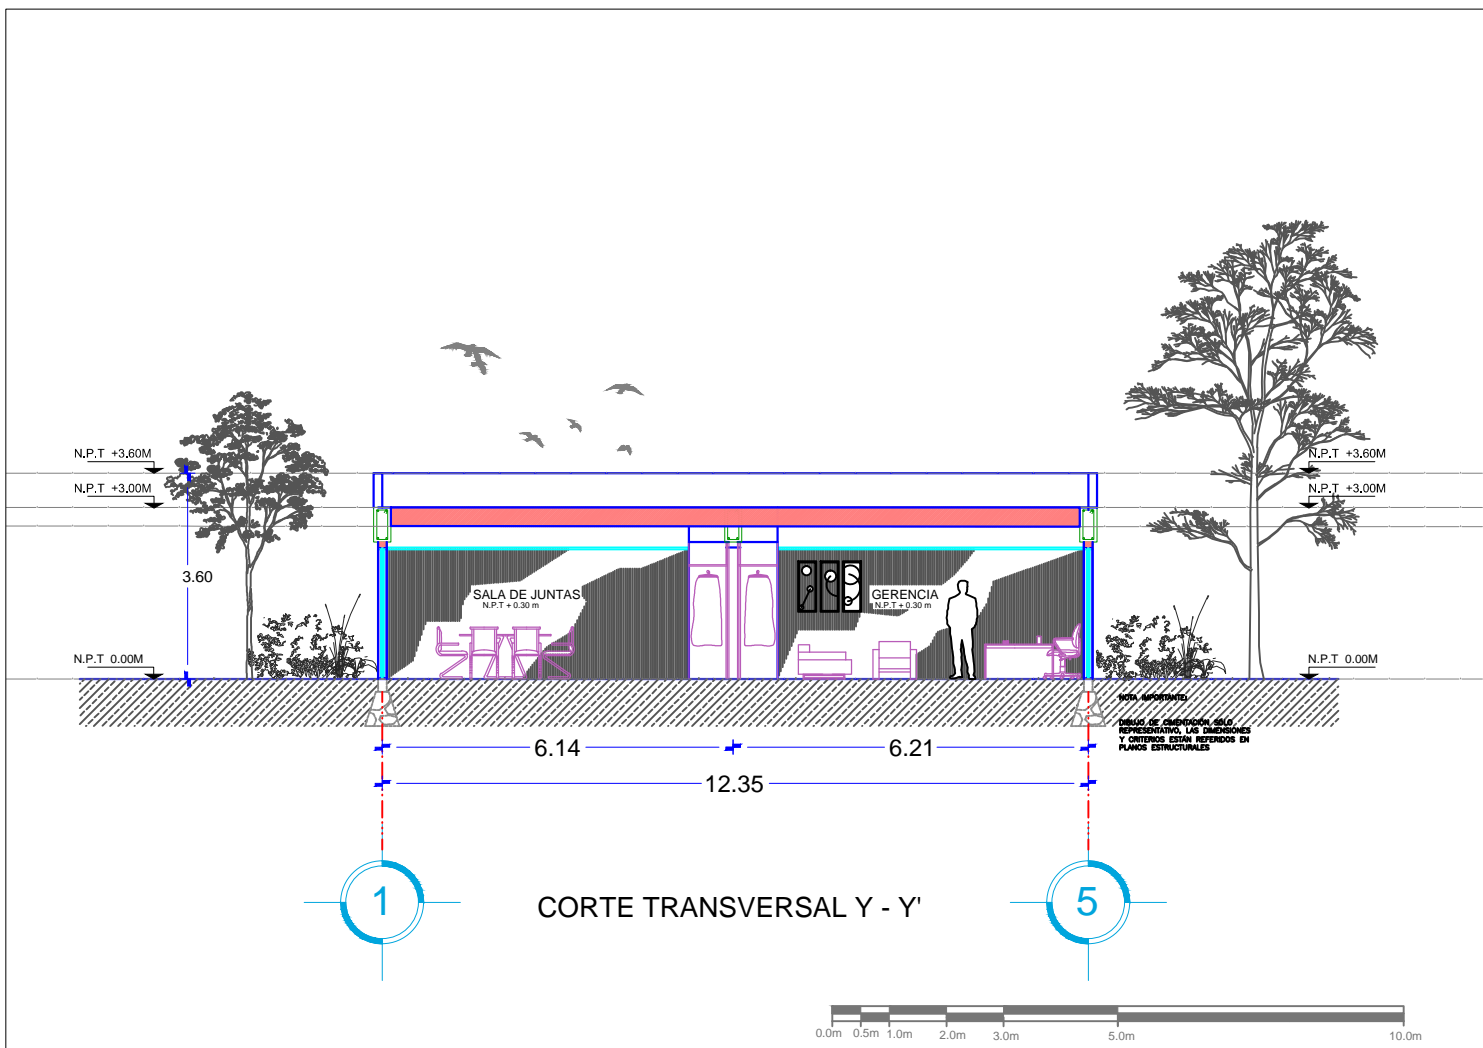 N.P.T +3.60M
N.P.T +3.60M
N.P.T +3.00M
N.P.T +3.00M
3.60
SALA DE JUNTAS
N.P.T + 0.30 m
GERENCIA
N.P.T + 0.30 m
N.P.T 0.00M
N.P.T 0.00M
NOTA IMPORTANTE:
DIBUJO DE CIMENTACIÓN SÓLO
REPRESENTATIVO, LAS DIMENSIONES
Y CRITERIOS ESTÁN REFERIDOS EN
PLANOS ESTRUCTURALES
6.14
6.21
12.35
1
CORTE TRANSVERSAL Y - Y'
5
0.0m 0.5m 1.0m 2.0m 3.0m 5.0m 10.0m